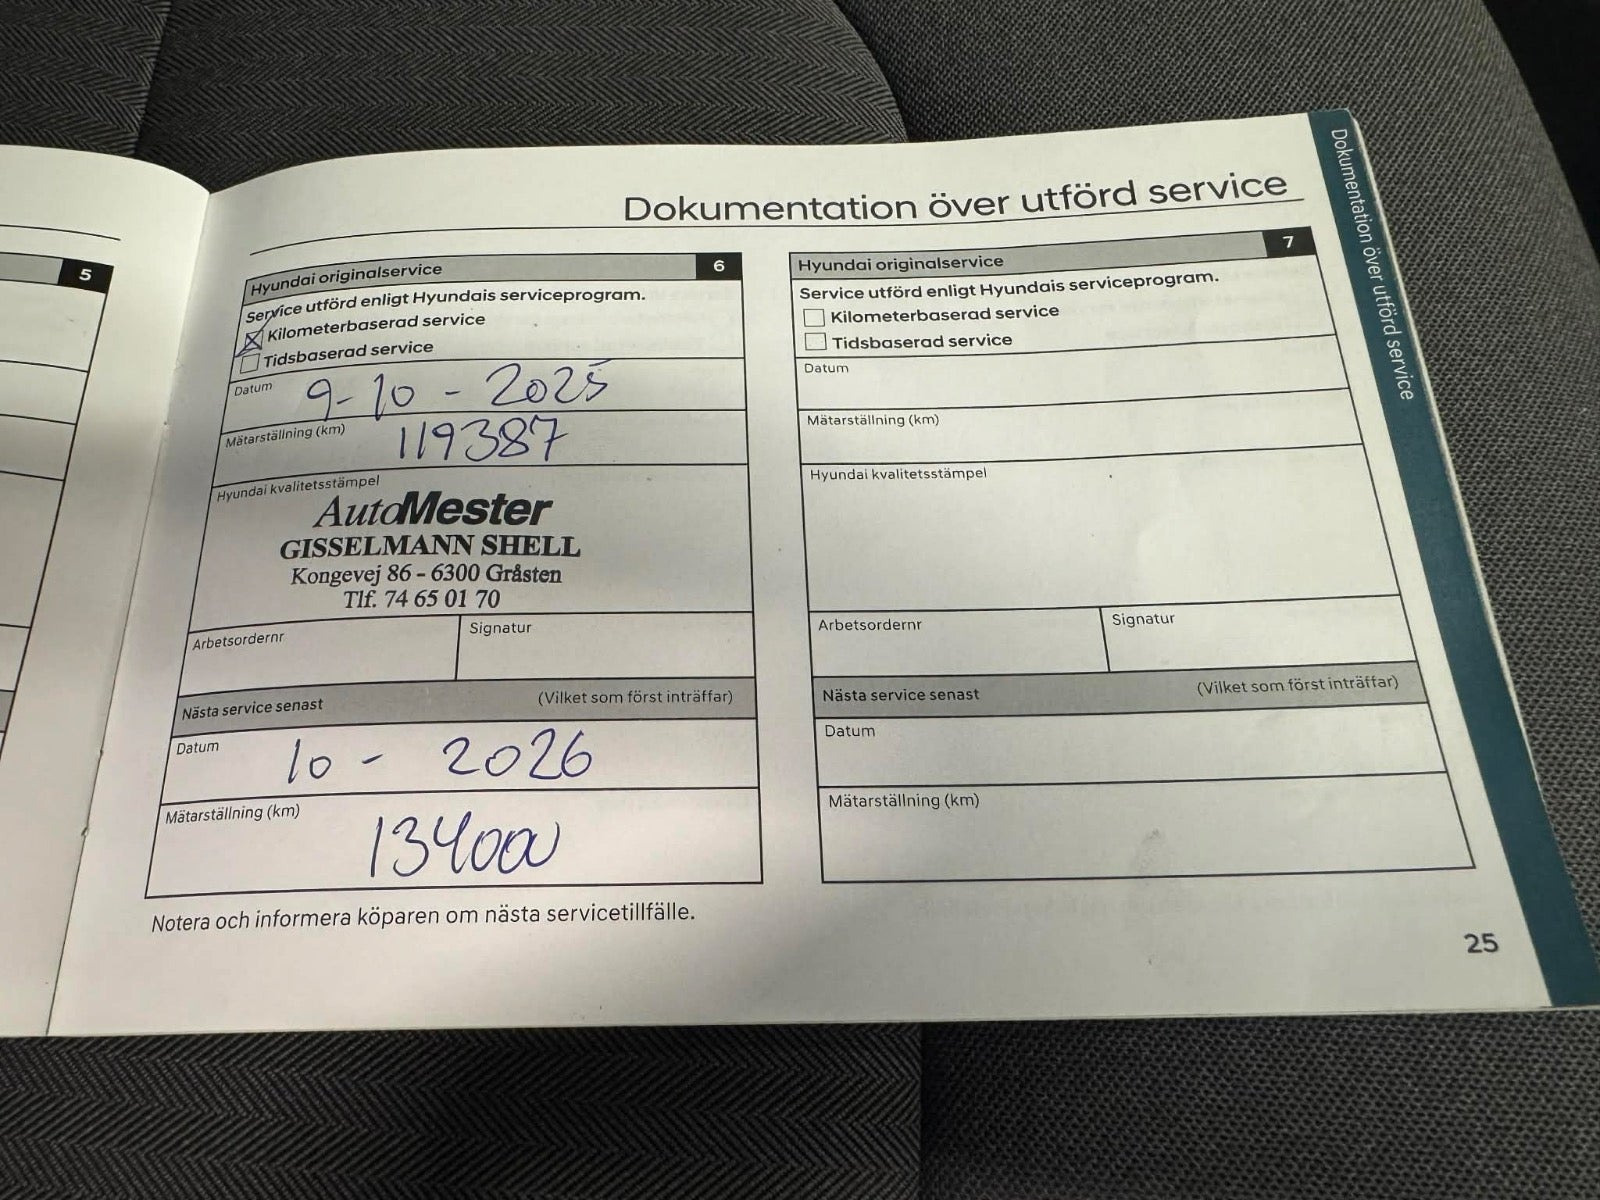 Dokumentation över utförd service
Dokumentation över utförd service
5
Hyundai originalservice 6
Service utförd enligt Hyundais serviceprogram.
Kilometerbaserad service
Tidsbaserad service
Datum 9-10-2025
Mätarställning (km) 119387
Hyundai kvalitetsstämpel
AutoMester
GISSELMANN SHELL
Kongevej 86 - 6300 Gråsten
Tlf. 74 65 01 70
Arbetsordernr Signatur
Nästa service senast (Vilket som först inträffar)
Datum 10 - 2026
Mätarställning (km) 134000
Notera och informera köparen om nästa servicetillfälle.
Hyundai originalservice 7
Service utförd enligt Hyundais serviceprogram.
Kilometerbaserad service
Tidsbaserad service
Datum
Mätarställning (km)
Hyundai kvalitetsstämpel
Arbetsordernr Signatur
Nästa service senast (Vilket som först inträffar)
Datum
Mätarställning (km)
25